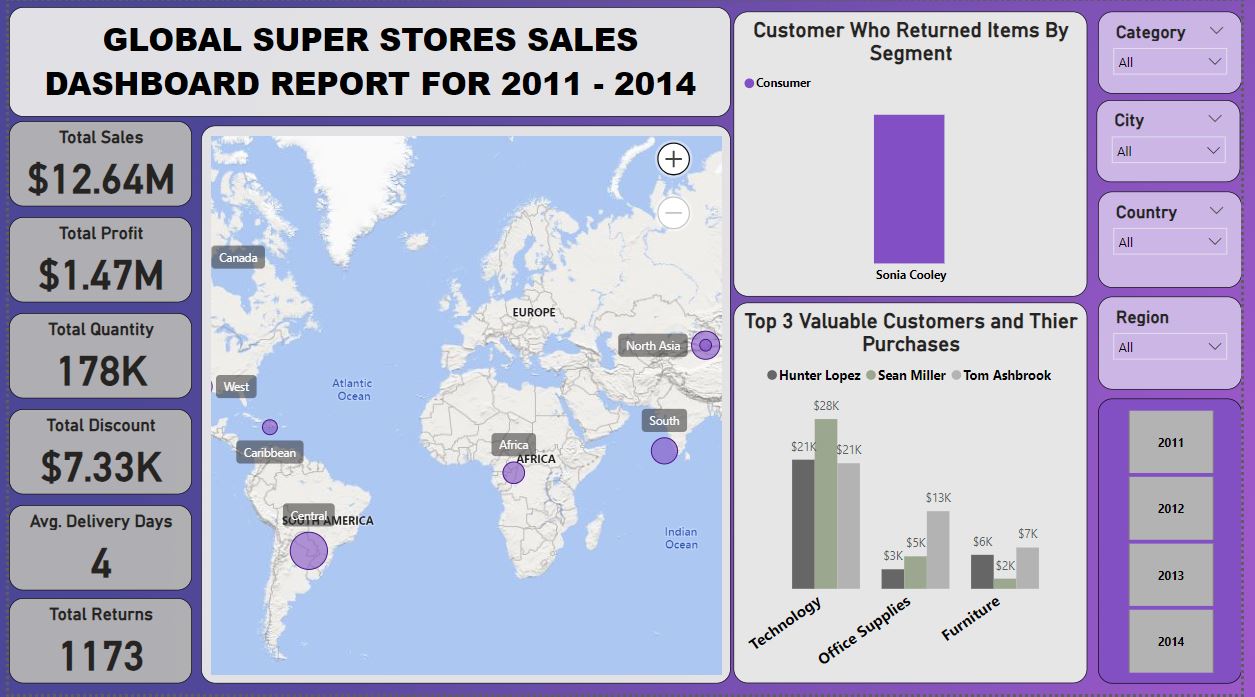 GLOBAL SUPER STORES SALES
DASHBOARD REPORT FOR 2011 - 2014
Total Sales
$12.64M
Total Profit
$1.47M
Total Quantity
178K
Total Discount
$7.33K
Avg. Delivery Days
4
Total Returns
1173
Canada
EUROPE
North Asia
West
Atlantic
Ocean
South
Caribbean
Africa
AFRICA
Central
SOUTH AMERICA
Indian
Ocean
Customer Who Returned Items By
Segment
Consumer
Sonia Cooley
Top 3 Valuable Customers and Thier
Purchases
Hunter Lopez Sean Miller Tom Ashbrook
$28K
$21K $21K
$13K
$3K $5K
$6K $2K $7K
Technology
Office Supplies
Furniture
Category
All
City
All
Country
All
Region
All
2011
2012
2013
2014